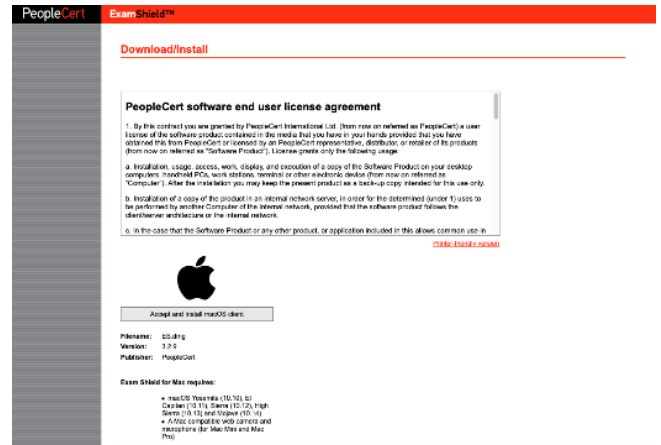 PeopleCert ExamShield™
Download/Install
PeopleCert software end user license agreement
1. By this contract you are granted by PeopleCert International Ltd. (from now on referred as PeopleCert) a user
license of the software product contained in the media that you have in your hands provided that you have
obtained this from PeopleCert or licensed by an PeopleCert representative, distributor, or retailer of its products
(from now on referred as "Software Product"). License grants only the following usage:
a. Installation, usage, access, work, display, and execution of a copy of the Software Product on your desktop
computers, handheld PCs, work stations, terminal or other electronic device (from now on referred as
"Computer"). After the installation you may keep the present product as a back-up copy intended for this use only.
b. Installation of a copy of the product in an internal network server, in order for the determined (under 1) uses to
be performed by another Computer of the internal network, provided that the software product follows the
client/server architecture or the internal network.
c. In the case that the Software Product or any other product, or application included in this allows common use in
Printer-friendly version
Accept and Install macOS client
Filename: ES.dmg
Version: 3.2.9
Publisher: PeopleCert
Exam Shield for Mac requires:
• macOS Yosemite (10.10), El
Capitan (10.11), Sierra (10.12), High
Sierra (10.13) and Mojave (10.14)
• A Mac compatible web camera and
microphone (for Mac Mini and Mac
Pro)